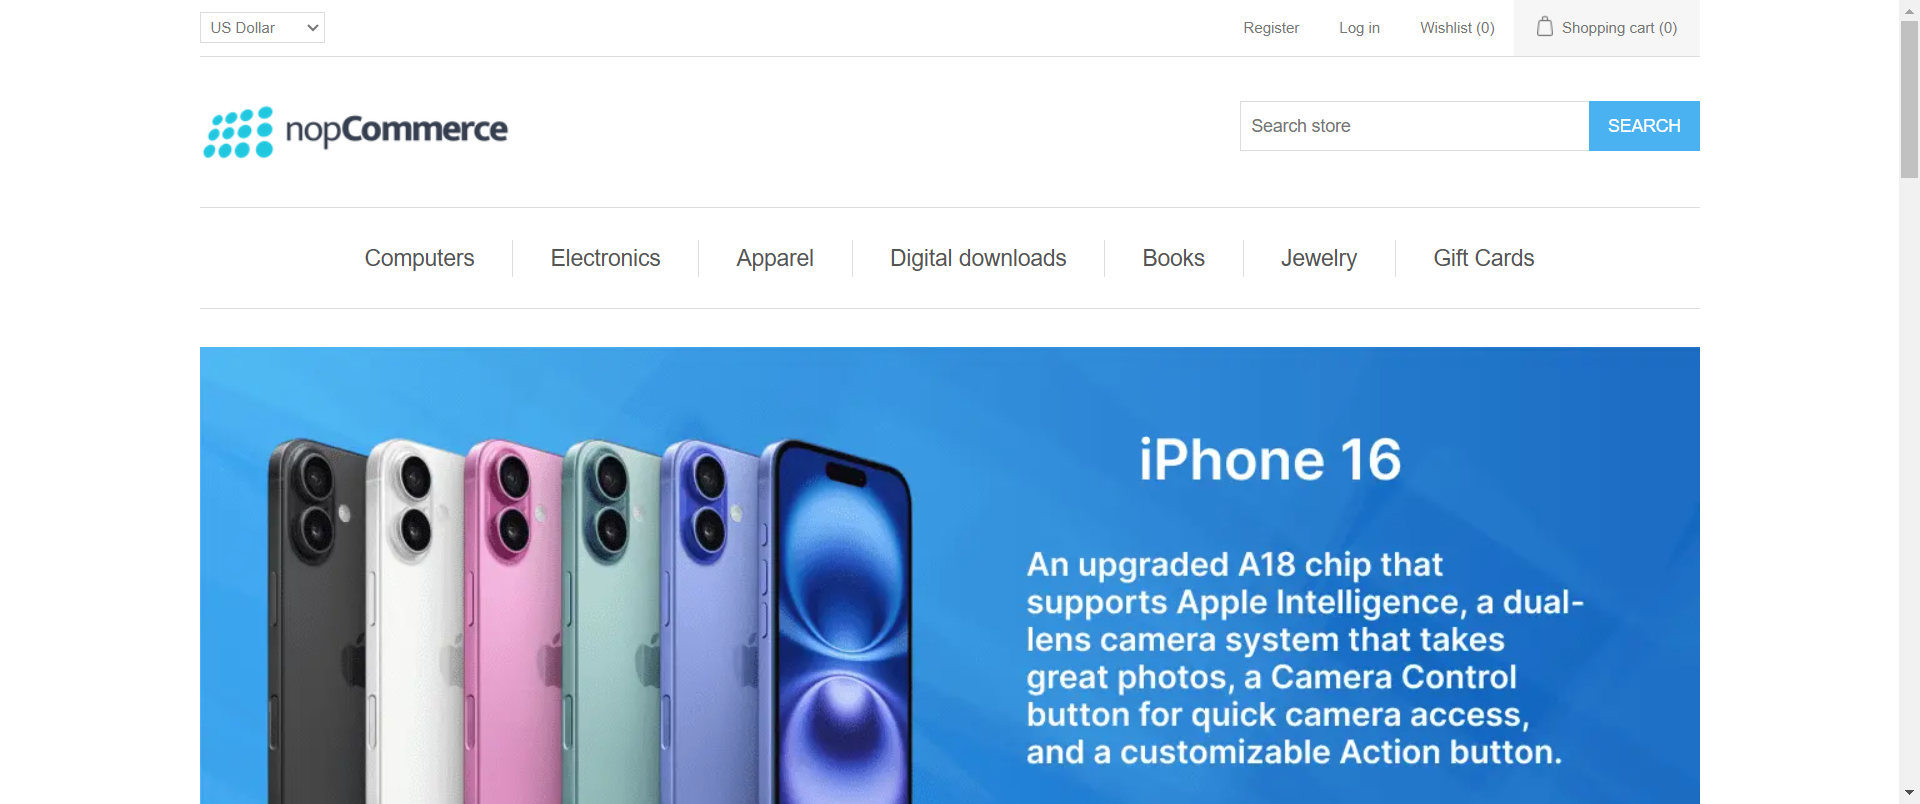 US Dollar
Register
Log in
Wishlist (0)
Shopping cart (0)
nopCommerce
Search store
SEARCH
Computers
Electronics
Apparel
Digital downloads
Books
Jewelry
Gift Cards
iPhone 16
An upgraded A18 chip that
supports Apple Intelligence, a dual-
lens camera system that takes
great photos, a Camera Control
button for quick camera access,
and a customizable Action button.